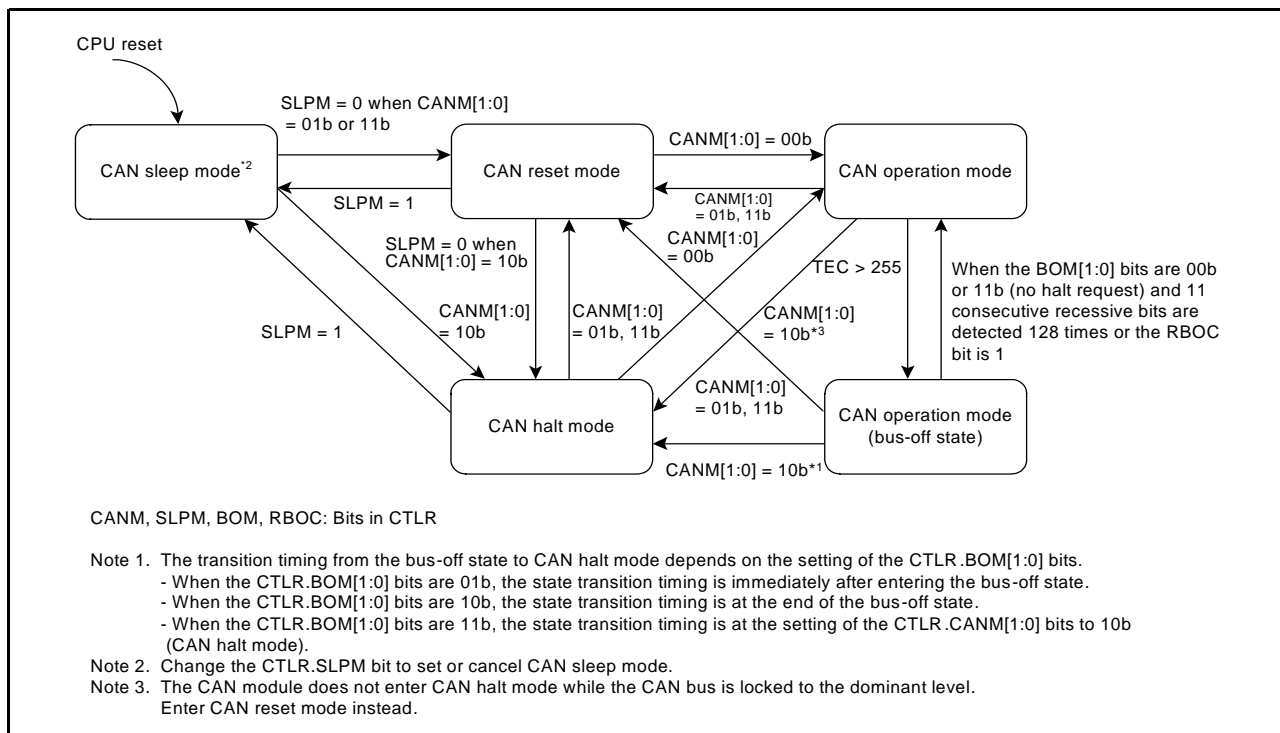 CPU reset
SLPM = 0 when CANM[1:0]
= 01b or 11b
CAN sleep mode*2
CAN reset mode
CANM[1:0] = 00b
CAN operation mode
SLPM = 1
CANM[1:0]
= 01b, 11b
SLPM = 0 when
CANM[1:0] = 10b
CANM[1:0]
= 00b
TEC > 255
When the BOM[1:0] bits are 00b
or 11b (no halt request) and 11
consecutive recessive bits are
detected 128 times or the RBOC
bit is 1
SLPM = 1
CANM[1:0]
= 10b
CANM[1:0]
= 01b, 11b
CANM[1:0]
= 10b*3
CANM[1:0]
= 01b, 11b
CAN halt mode
CAN operation mode
(bus-off state)
CANM[1:0] = 10b*1
CANM, SLPM, BOM, RBOC: Bits in CTLR
Note 1. The transition timing from the bus-off state to CAN halt mode depends on the setting of the CTLR.BOM[1:0] bits.
- When the CTLR.BOM[1:0] bits are 01b, the state transition timing is immediately after entering the bus-off state.
- When the CTLR.BOM[1:0] bits are 10b, the state transition timing is at the end of the bus-off state.
- When the CTLR.BOM[1:0] bits are 11b, the state transition timing is at the setting of the CTLR.CANM[1:0] bits to 10b
(CAN halt mode).
Note 2. Change the CTLR.SLPM bit to set or cancel CAN sleep mode.
Note 3. The CAN module does not enter CAN halt mode while the CAN bus is locked to the dominant level.
Enter CAN reset mode instead.